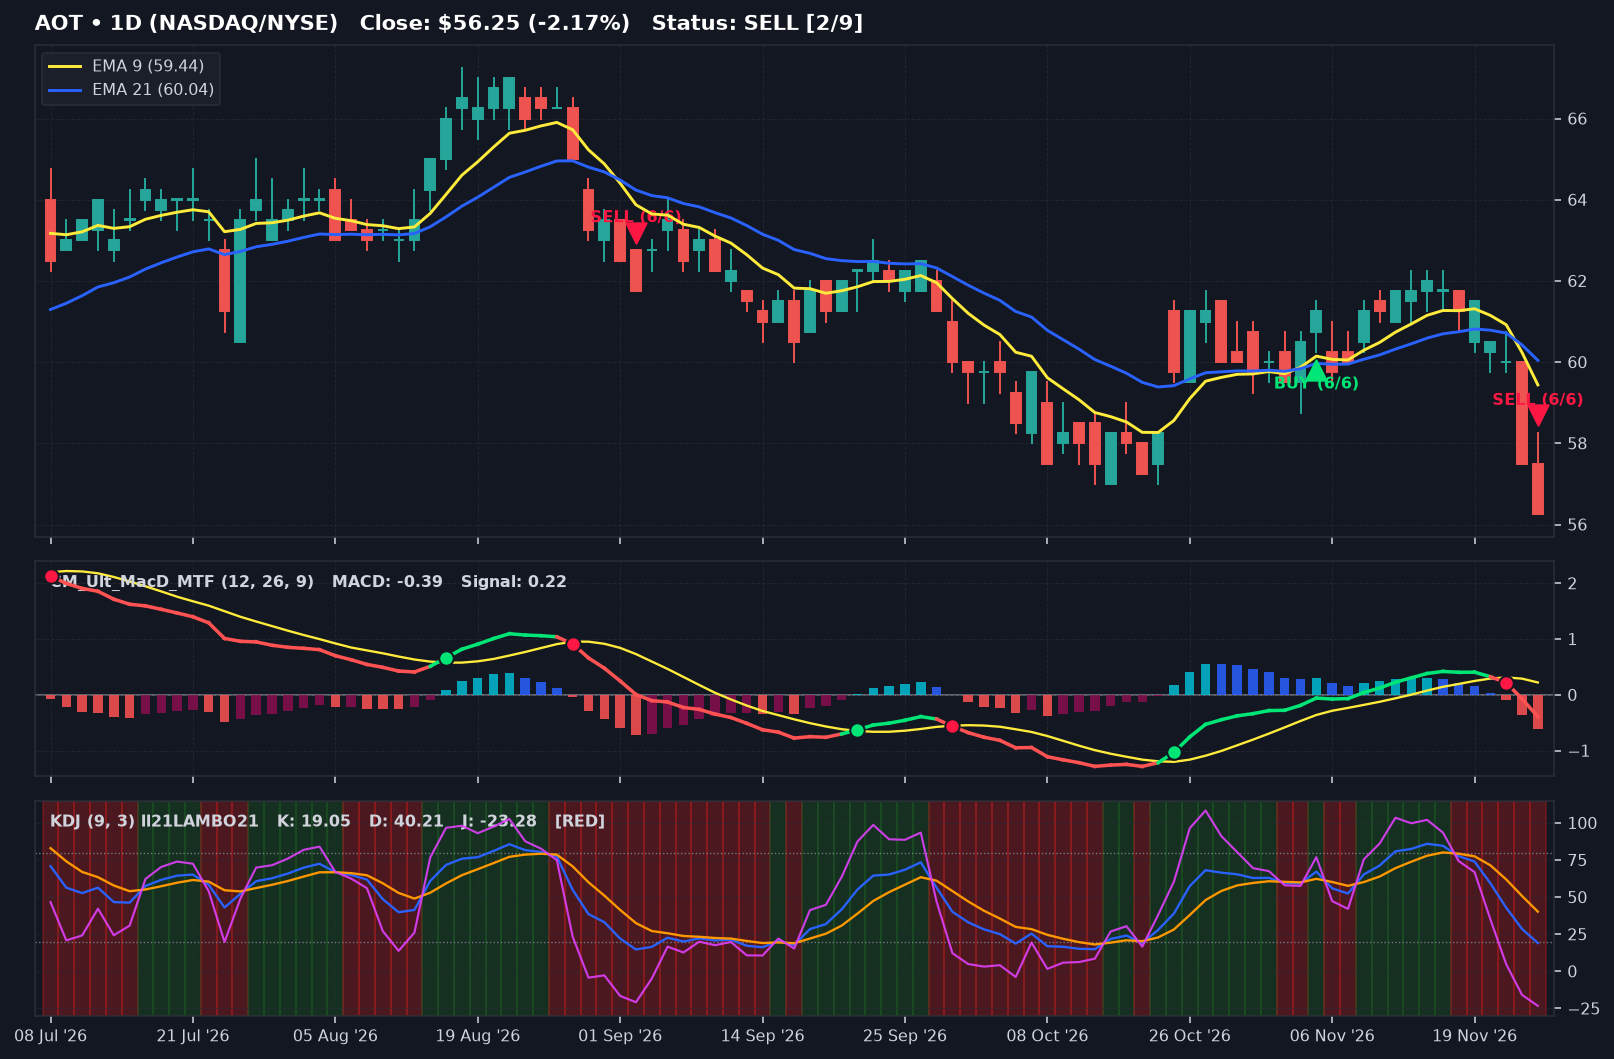 AOT • 1D (NASDAQ/NYSE)   Close: $56.25 (-2.17%)   Status: SELL [2/9]
EMA 9 (59.44)
EMA 21 (60.04)
66
64
62
60
58
56
SELL (6/6)
BUY (6/6)
SELL (6/6)
CM_Ult_MacD_MTF (12, 26, 9)   MACD: -0.39   Signal: 0.22
2
1
0
−1
KDJ (9, 3) II21LAMBO21   K: 19.05   D: 40.21   J: -23.28   [RED]
100
75
50
25
0
−25
08 Jul '26
21 Jul '26
05 Aug '26
19 Aug '26
01 Sep '26
14 Sep '26
25 Sep '26
08 Oct '26
26 Oct '26
06 Nov '26
19 Nov '26